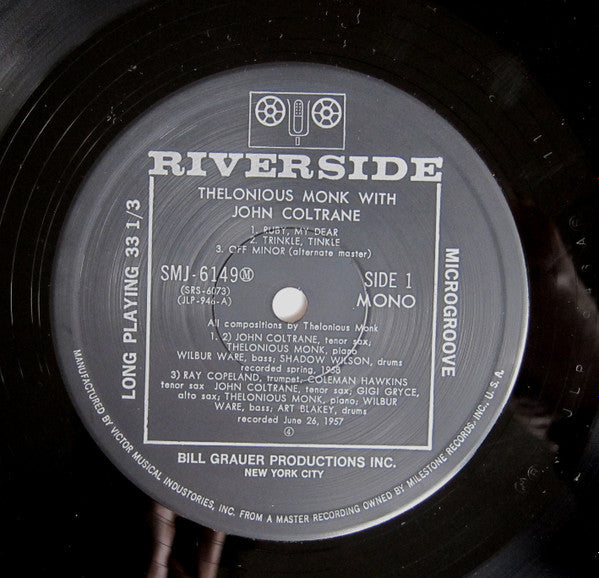 RIVERSIDE
THELONIOUS MONK WITH
JOHN COLTRANE
1. RUBY, MY DEAR
2. TRINKLE, TINKLE
3. OFF MINOR (alternate master)
SMJ-6149Ⓜ
(SRS-6073)
(JLP-946-A)
SIDE 1
MONO
LONG PLAYING 33 1/3
MICROGROOVE
All compositions by Thelonious Monk
1. 2) JOHN COLTRANE, tenor sax;
THELONIOUS MONK, piano
WILBUR WARE, bass; SHADOW WILSON, drums
recorded spring, 1958
3) RAY COPELAND, trumpet, COLEMAN HAWKINS
tenor sax JOHN COLTRANE, tenor sax, GIGI GRYCE,
alto sax; THELONIOUS MONK, piano; WILBUR
WARE, bass; ART BLAKEY, drums
recorded June 26, 1957
④
BILL GRAUER PRODUCTIONS INC.
NEW YORK CITY
MANUFACTURED BY VICTOR MUSICAL INDUSTORIES, INC. FROM A MASTER RECORDING OWNED BY MILESTONE RECORDS, INC., U. S. A.